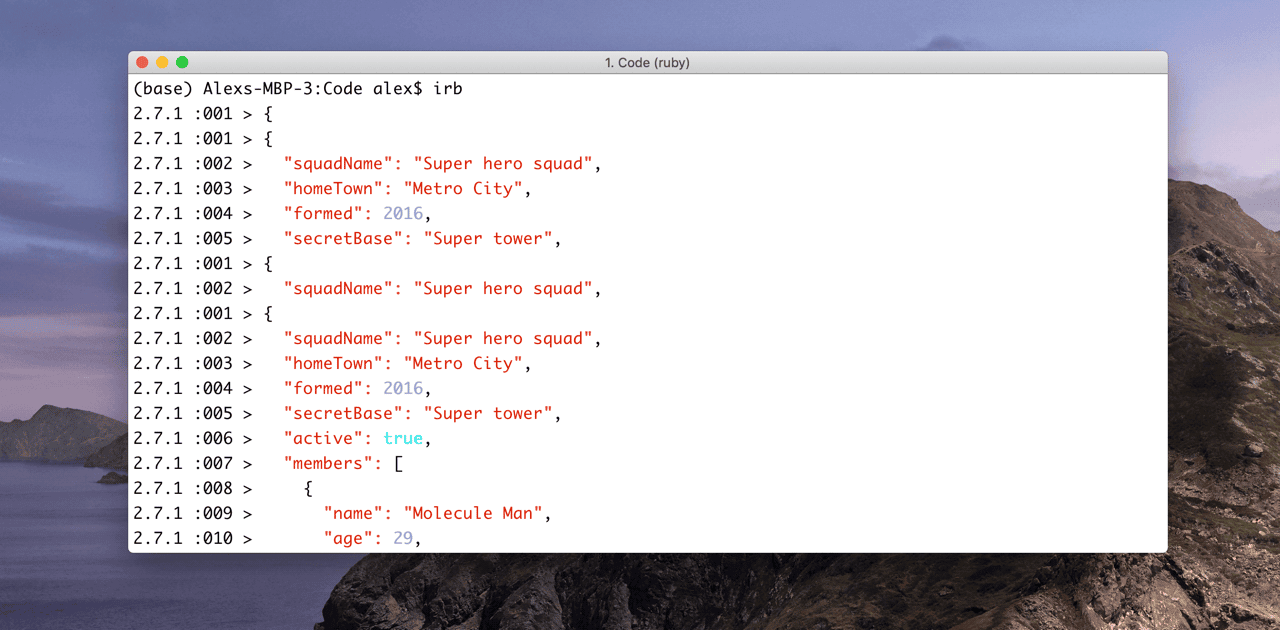 1. Code (ruby)
(base) Alexs-MBP-3:Code alex$ irb
2.7.1 :001 > {
2.7.1 :001 > {
2.7.1 :002 >   "squadName": "Super hero squad",
2.7.1 :003 >   "homeTown": "Metro City",
2.7.1 :004 >   "formed": 2016,
2.7.1 :005 >   "secretBase": "Super tower",
2.7.1 :001 > {
2.7.1 :002 >   "squadName": "Super hero squad",
2.7.1 :001 > {
2.7.1 :002 >   "squadName": "Super hero squad",
2.7.1 :003 >   "homeTown": "Metro City",
2.7.1 :004 >   "formed": 2016,
2.7.1 :005 >   "secretBase": "Super tower",
2.7.1 :006 >   "active": true,
2.7.1 :007 >   "members": [
2.7.1 :008 >     {
2.7.1 :009 >       "name": "Molecule Man",
2.7.1 :010 >       "age": 29,